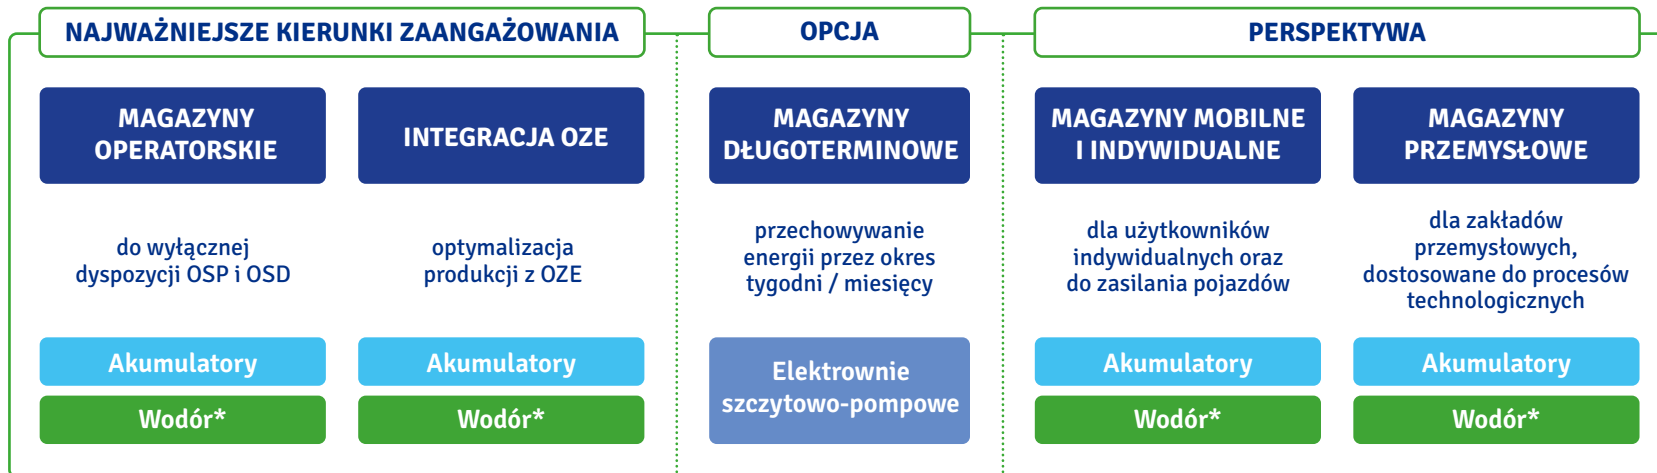 NAJWAŻNIEJSZE KIERUNKI ZAANGAŻOWANIA
OPCJA
PERSPEKTYWA
MAGAZYNY
OPERATORSKIE
INTEGRACJA OZE
MAGAZYNY
DŁUGOTERMINOWE
MAGAZYNY MOBILNE
I INDYWIDUALNE
MAGAZYNY
PRZEMYSŁOWE
do wyłącznej
dyspozycji OSP i OSD
optymalizacja
produkcji z OZE
przechowywanie
energii przez okres
tygodni / miesięcy
dla użytkowników
indywidualnych oraz
do zasilania pojazdów
dla zakładów
przemysłowych,
dostosowane do procesów
technologicznych
Akumulatory
Wodór*
Akumulatory
Wodór*
Elektrownie
szczytowo-pompowe
Akumulatory
Wodór*
Akumulatory
Wodór*